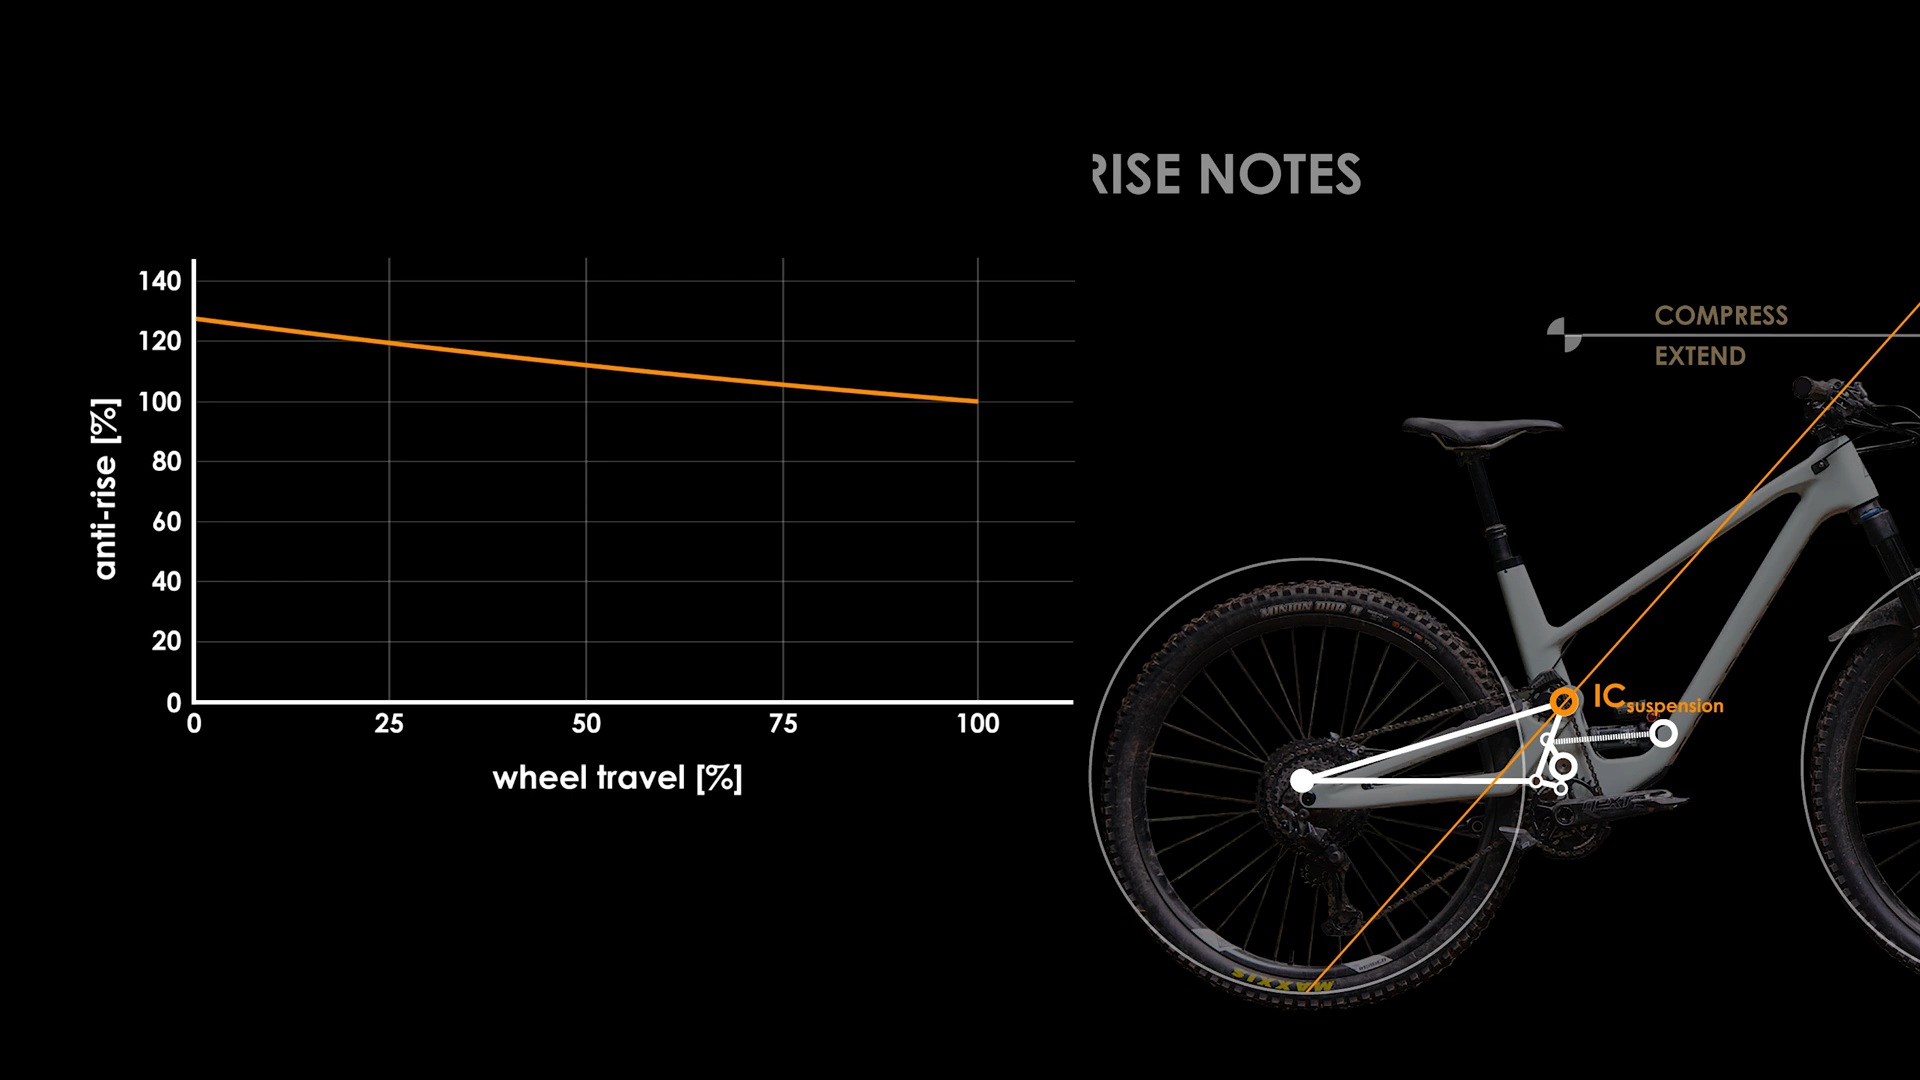 RISE NOTES
140
120
100
80
60
40
20
0
0 25 50 75 100
anti-rise [%]
wheel travel [%]
COMPRESS
EXTEND
ICsuspension
MINION DHR II
MAXXIS